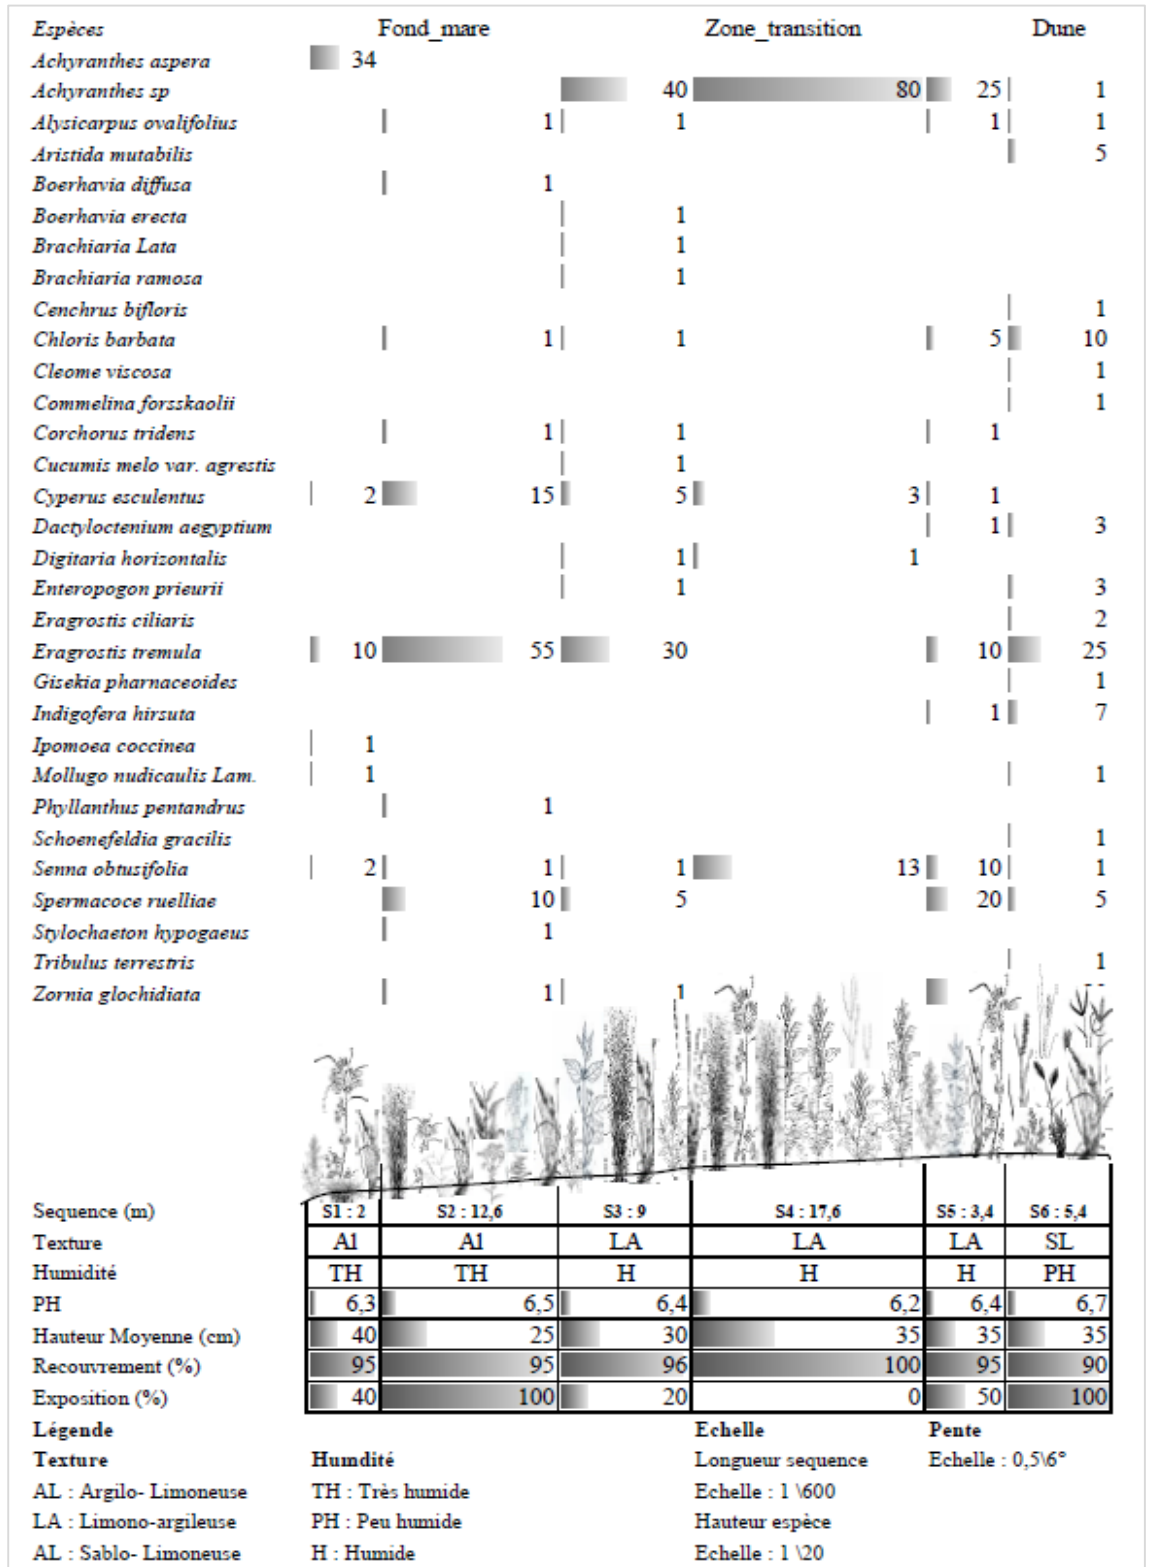 Espèces Fond_mare Zone_transition Dune
Achyranthes aspera 34
Achyranthes sp 40 80 25 1
Alysicarpus ovalifolius 1 1 1 1
Aristida mutabilis 5
Boerhavia diffusa 1
Boerhavia erecta 1
Brachiaria Lata 1
Brachiaria ramosa 1
Cenchrus bifloris 1
Chloris barbata 1 1 5 10
Cleome viscosa 1
Commelina forsskaolii 1
Corchorus tridens 1 1 1
Cucumis melo var. agrestis 1
Cyperus esculentus 2 15 5 3 1
Dactyloctenium aegyptium 1 3
Digitaria horizontalis 1 1
Enteropogon prieurii 1 3
Eragrostis ciliaris 2
Eragrostis tremula 10 55 30 10 25
Gisekia pharnaceoides 1
Indigofera hirsuta 1 7
Ipomoea coccinea 1
Mollugo nudicaulis Lam. 1 1
Phyllanthus pentandrus 1
Schoenefeldia gracilis 1
Senna obtusifolia 2 1 1 13 10 1
Spermacoce ruelliae 10 5 20 5
Stylochaeton hypogaeus 1
Tribulus terrestris 1
Zornia glochidiata 1 1
Sequence (m) S1 : 2 S2 : 12,6 S3 : 9 S4 : 17,6 S5 : 3,4 S6 : 5,4
Texture Al Al LA LA LA SL
Humidité TH TH H H H PH
PH 6,3 6,5 6,4 6,2 6,4 6,7
Hauteur Moyenne (cm) 40 25 30 35 35 35
Recouvrement (%) 95 95 96 100 95 90
Exposition (%) 40 100 20 0 50 100
Légende Echelle Pente
Texture Humdité Longueur sequence Echelle : 0,5\6°
AL : Argilo- Limoneuse TH : Très humide Echelle : 1 \600
LA : Limono-argileuse PH : Peu humide Hauteur espèce
AL : Sablo- Limoneuse H : Humide Echelle : 1 \20